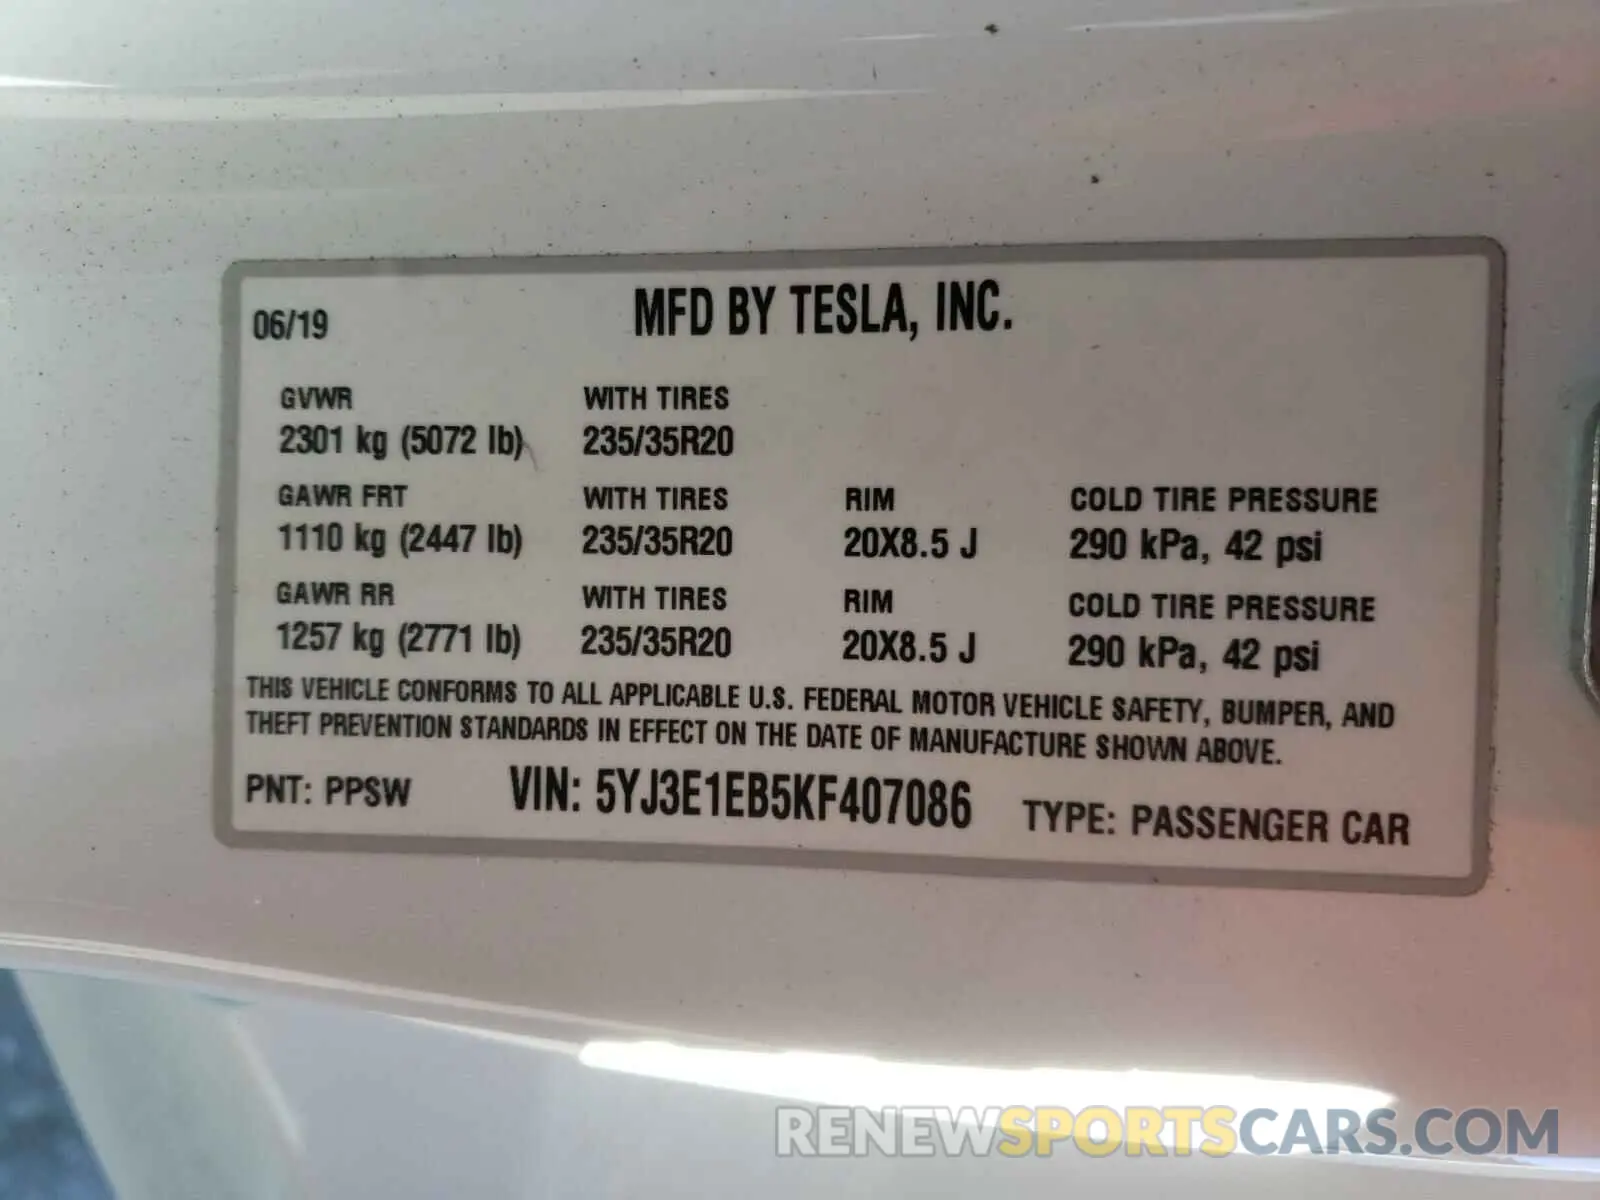 06/19 MFD BY TESLA, INC.
GVWR WITH TIRES
2301 kg (5072 lb) 235/35R20
GAWR FRT WITH TIRES RIM COLD TIRE PRESSURE
1110 kg (2447 lb) 235/35R20 20X8.5 J 290 kPa, 42 psi
GAWR RR WITH TIRES RIM COLD TIRE PRESSURE
1257 kg (2771 lb) 235/35R20 20X8.5 J 290 kPa, 42 psi
THIS VEHICLE CONFORMS TO ALL APPLICABLE U.S. FEDERAL MOTOR VEHICLE SAFETY, BUMPER, AND
THEFT PREVENTION STANDARDS IN EFFECT ON THE DATE OF MANUFACTURE SHOWN ABOVE.
PNT: PPSW VIN: 5YJ3E1EB5KF407086 TYPE: PASSENGER CAR
RENEWSPORTSCARS.COM